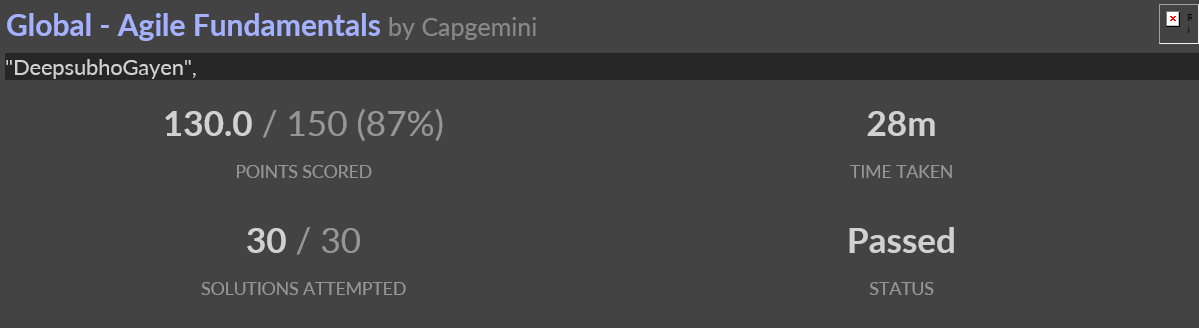 Global - Agile Fundamentals by Capgemini
"DeepsubhoGayen",
130.0 / 150 (87%)
28m
POINTS SCORED
TIME TAKEN
30 / 30
Passed
SOLUTIONS ATTEMPTED
STATUS